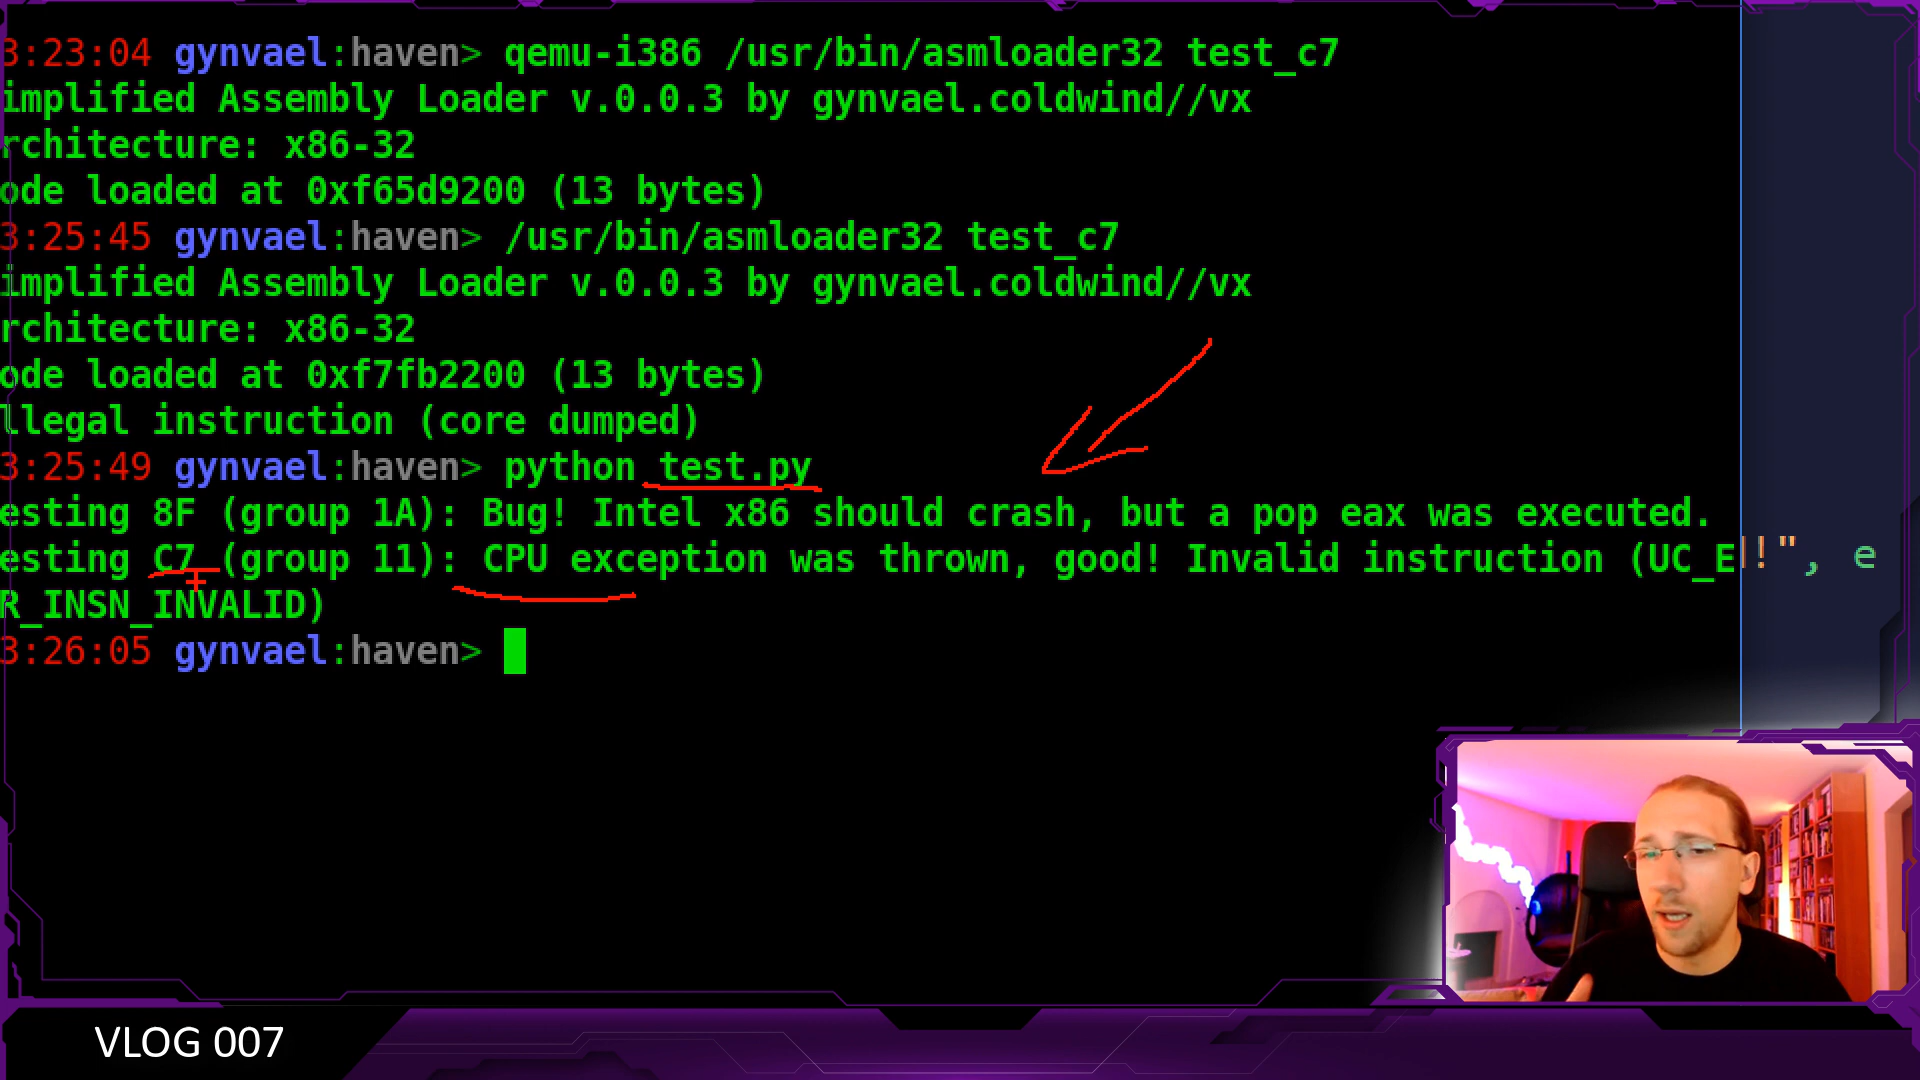 3:23:04 gynvael:haven> qemu-i386 /usr/bin/asmloader32 test_c7
implified Assembly Loader v.0.0.3 by gynvael.coldwind//vx
rchitecture: x86-32
ode loaded at 0xf65d9200 (13 bytes)
3:25:45 gynvael:haven> /usr/bin/asmloader32 test_c7
implified Assembly Loader v.0.0.3 by gynvael.coldwind//vx
rchitecture: x86-32
ode loaded at 0xf7fb2200 (13 bytes)
llegal instruction (core dumped)
3:25:49 gynvael:haven> python test.py
esting 8F (group 1A): Bug! Intel x86 should crash, but a pop eax was executed.
esting C7 (group 11): CPU exception was thrown, good! Invalid instruction (UC_E!!", e
R_INSN_INVALID)
3:26:05 gynvael:haven>
VLOG 007